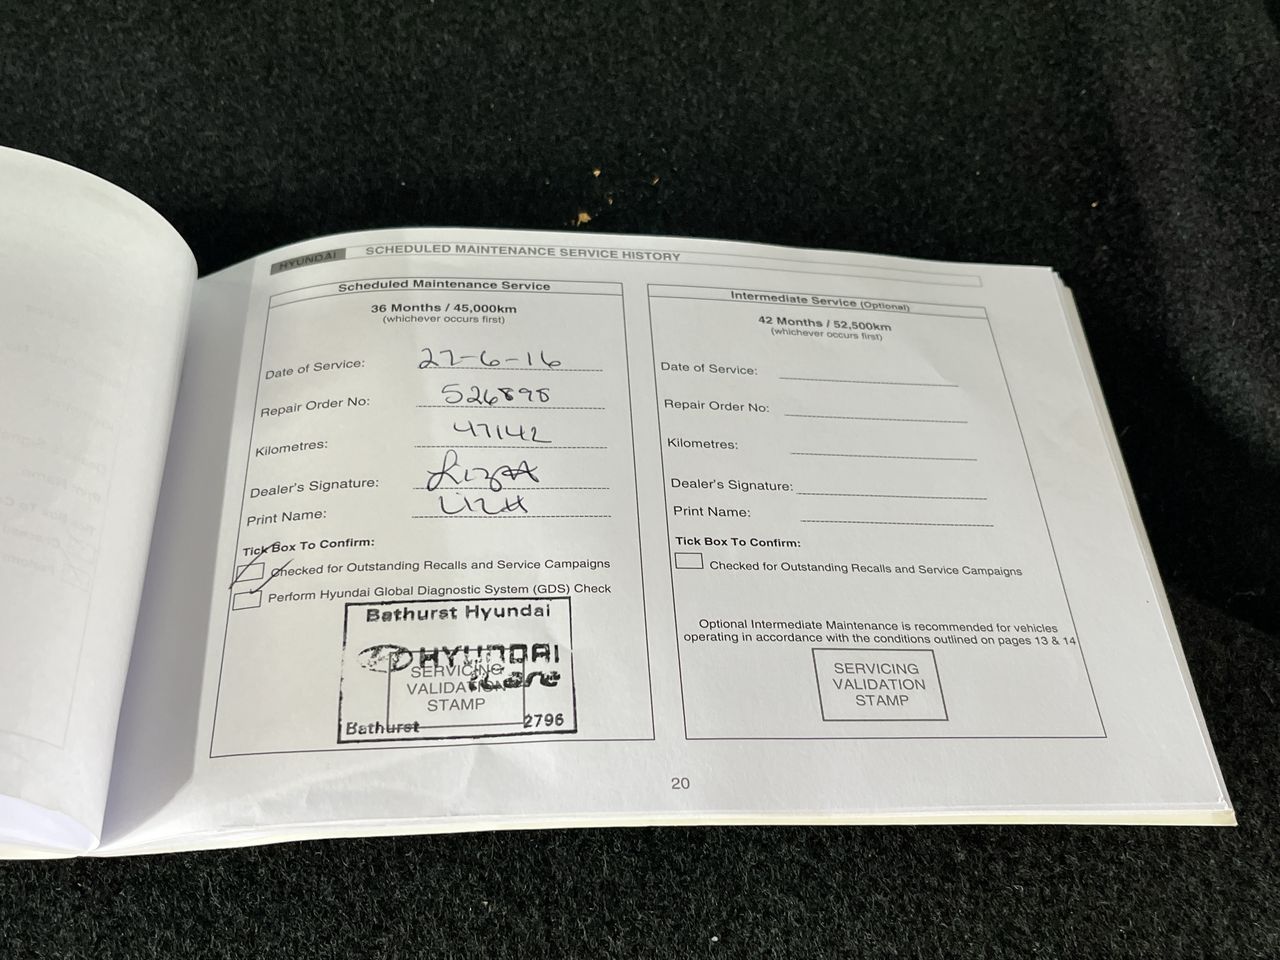 HYUNDAI SCHEDULED MAINTENANCE SERVICE HISTORY
Scheduled Maintenance Service
36 Months / 45,000km
(whichever occurs first)
Date of Service: 27-6-16
Repair Order No: 526898
Kilometres: 47142
Dealer's Signature:
Print Name:
Tick Box To Confirm:
Checked for Outstanding Recalls and Service Campaigns
Perform Hyundai Global Diagnostic System (GDS) Check
Bathurst Hyundai
HYUNDAI
SERVICING
VALIDATION
STAMP
Bathurst 2796
Intermediate Service (Optional)
42 Months / 52,500km
(whichever occurs first)
Date of Service:
Repair Order No:
Kilometres:
Dealer's Signature:
Print Name:
Tick Box To Confirm:
Checked for Outstanding Recalls and Service Campaigns
Optional Intermediate Maintenance is recommended for vehicles
operating in accordance with the conditions outlined on pages 13 & 14
SERVICING
VALIDATION
STAMP
20